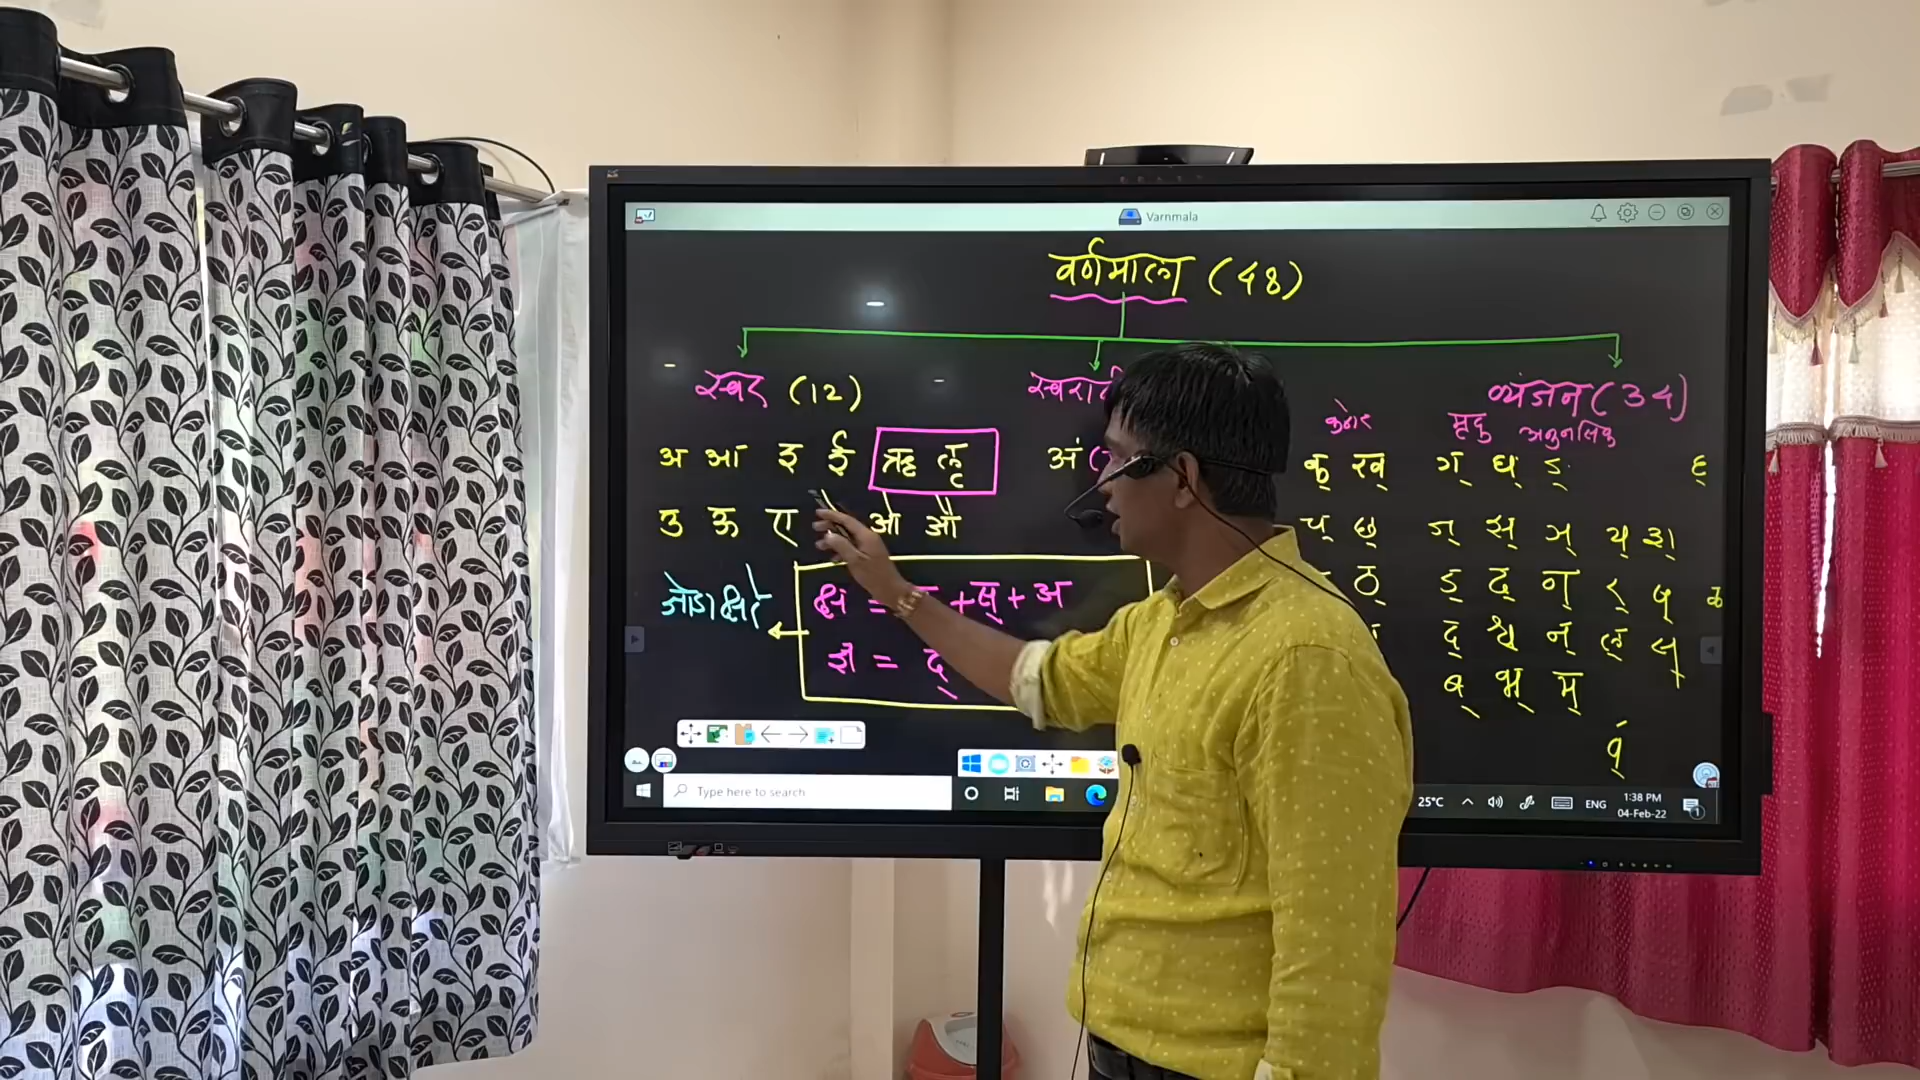 Varnmala
वर्णमाला (48)
स्वर (12)
स्वरादी
व्यंजन (34)
कठोर मृदु अनुनासिक
अ आ इ ई ऋ ऌ अं क् ख् ग् घ् ङ् ह्
उ ऊ ए ओ औ च् छ् ज् झ् ञ् य् श्
जोडाक्षरे क्ष = + ष् + अ ठ् ड् ढ् ण् र् ष् ळ
ज्ञ = द् द् ध् न् ल् स्
ब् भ् म्
व्
Type here to search
25°C ENG 1:38 PM
04-Feb-22